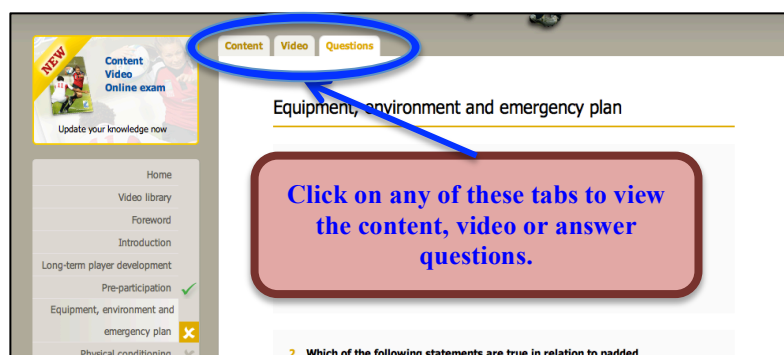 Content Video Questions
NEW
Content
Video
Online exam
Update your knowledge now
Equipment, environment and emergency plan
Click on any of these tabs to view
the content, video or answer
questions.
Home
Video library
Foreword
Introduction
Long-term player development
Pre-participation
Equipment, environment and
emergency plan
Physical conditioning
2. Which of the following statements are true in relation to padded